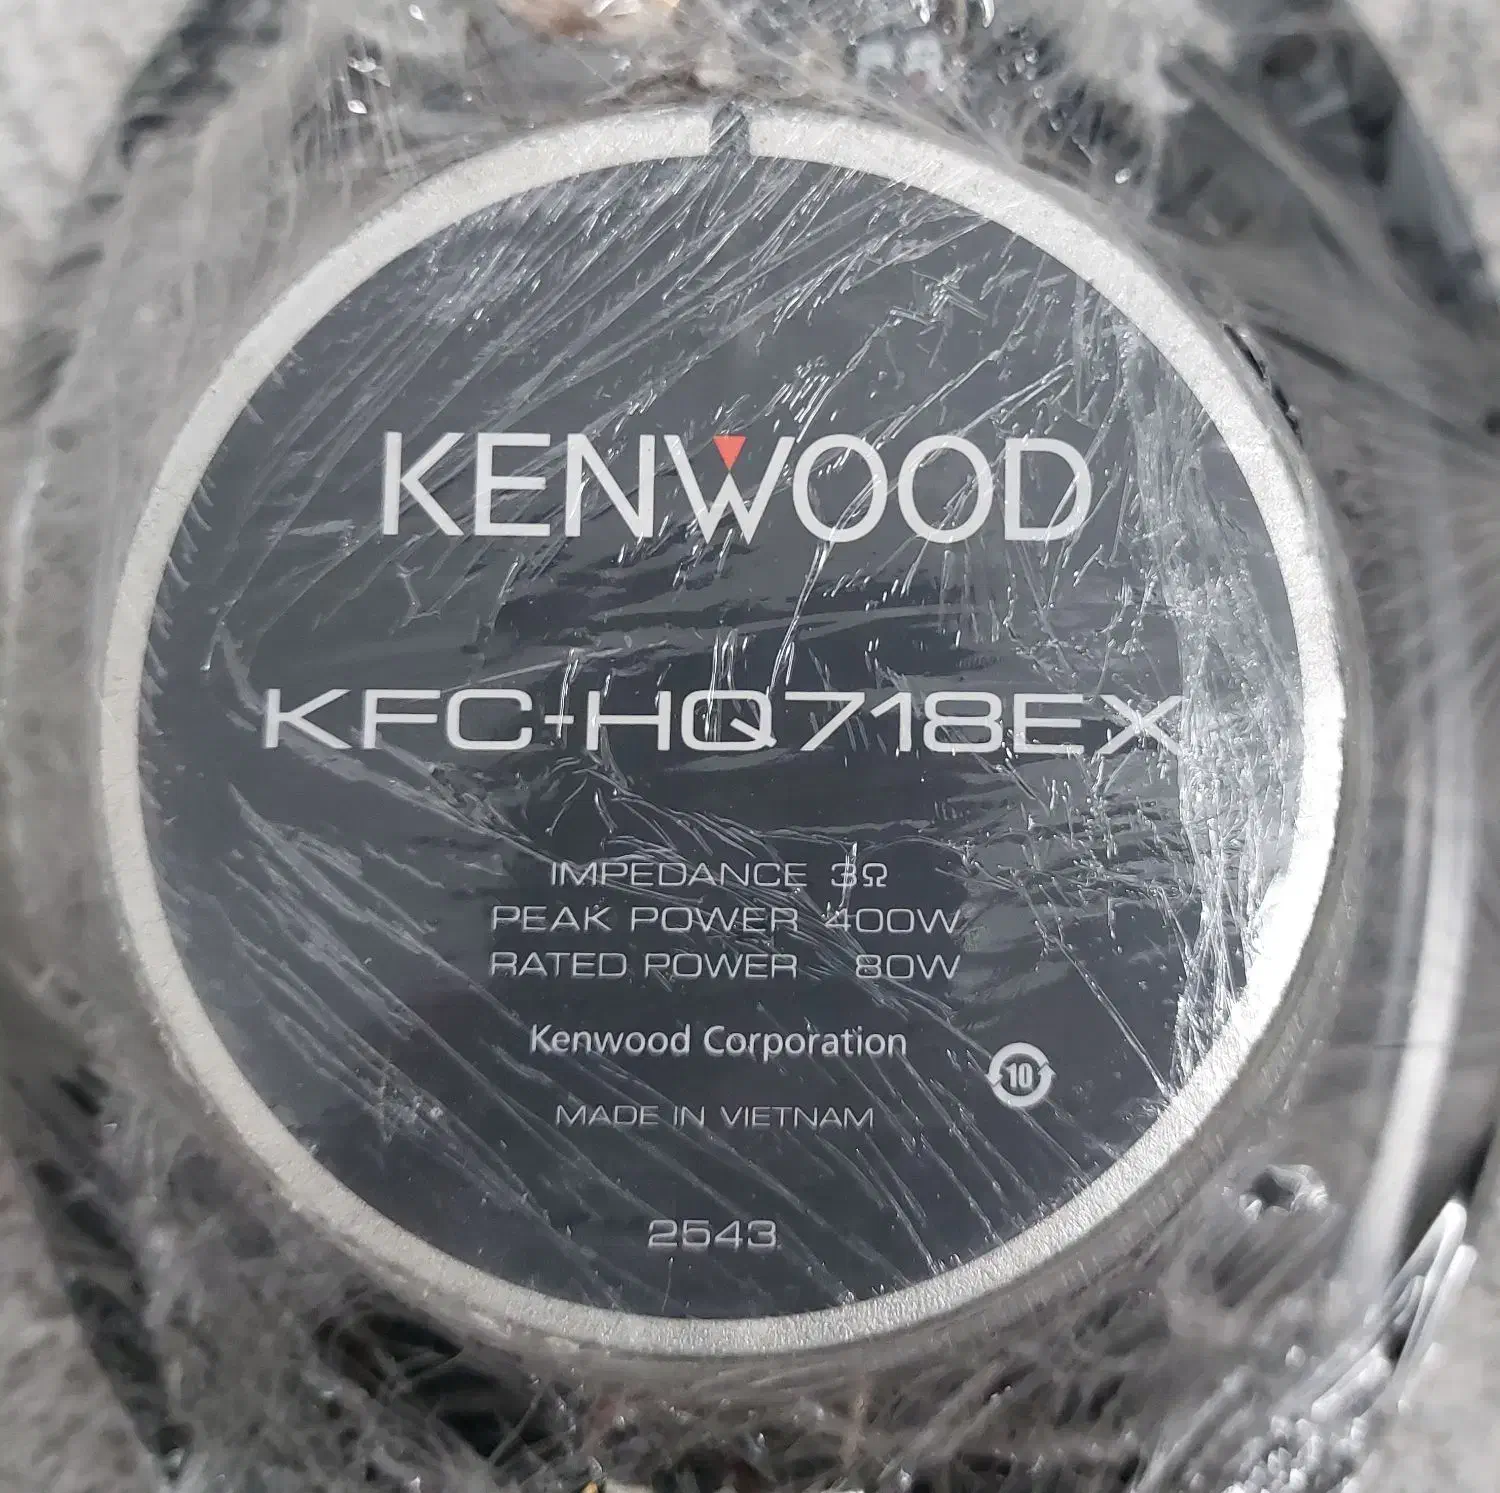 KENWOOD
KFC-HQ718EX
IMPEDANCE 3Ω
PEAK POWER 400W
RATED POWER 80W
Kenwood Corporation
10
MADE IN VIETNAM
2543